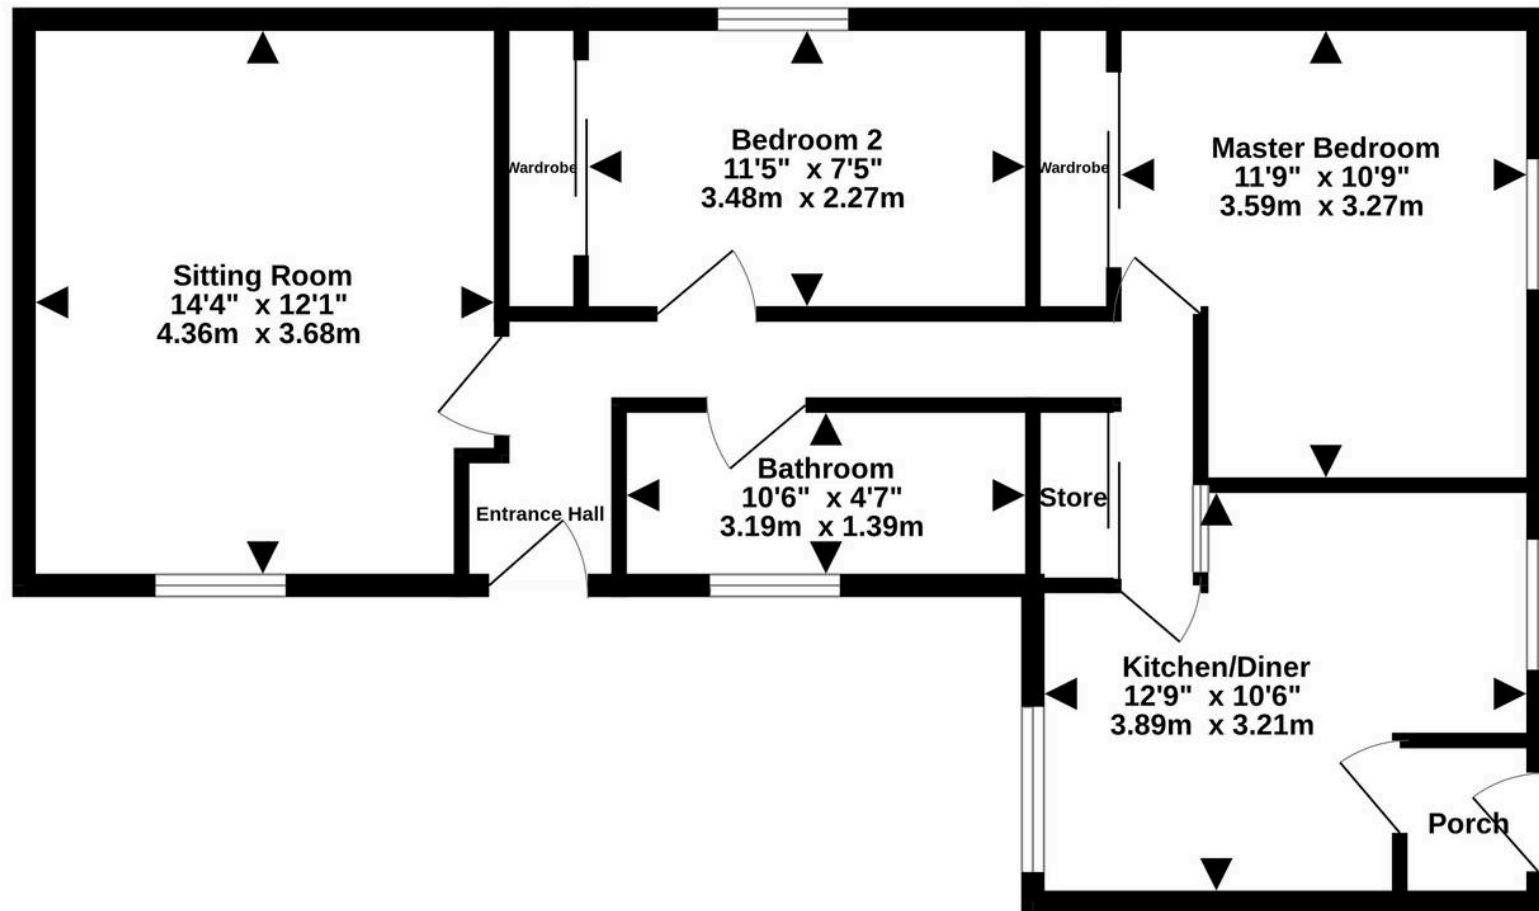 Sitting Room
14'4" x 12'1"
4.36m x 3.68m
Wardrobe
Bedroom 2
11'5" x 7'5"
3.48m x 2.27m
Wardrobe
Master Bedroom
11'9" x 10'9"
3.59m x 3.27m
Entrance Hall
Bathroom
10'6" x 4'7"
3.19m x 1.39m
Store
Kitchen/Diner
12'9" x 10'6"
3.89m x 3.21m
Porch